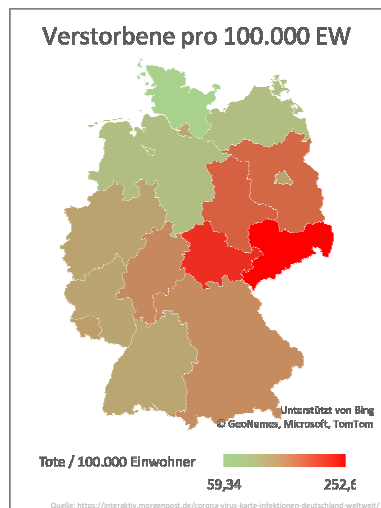 Verstorbene pro 100.000 EW
Unterstützt von Bing
© GeoNames, Microsoft, TomTom
Tote / 100.000 Einwohner
59,34
252,6
Quelle: https://interaktiv.morgenpost.de/corona-virus-karte-infektionen-deutschland-weltweit/